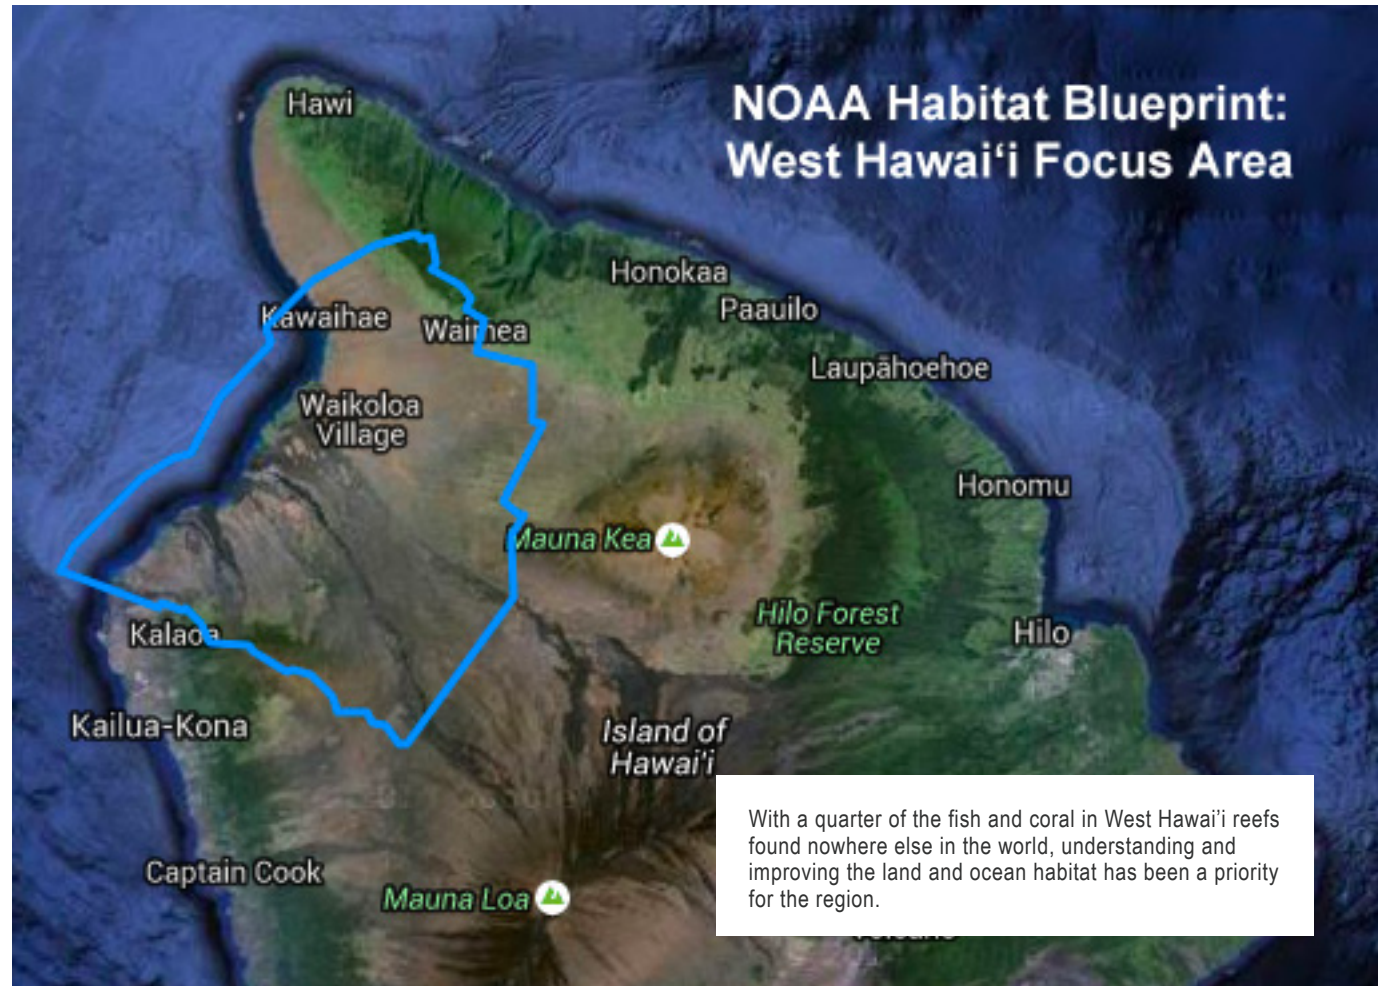 NOAA Habitat Blueprint:
West Hawaiʻi Focus Area
Hawi
Honokaa
Paauilo
Kawaihae
Waimea
Laupāhoehoe
Waikoloa
Village
Honomu
Mauna Kea
Hilo Forest
Reserve
Kalaoa
Hilo
Kailua-Kona
Island of
Hawai'i
With a quarter of the fish and coral in West Hawai’i reefs
found nowhere else in the world, understanding and
improving the land and ocean habitat has been a priority
for the region.
Captain Cook
Mauna Loa